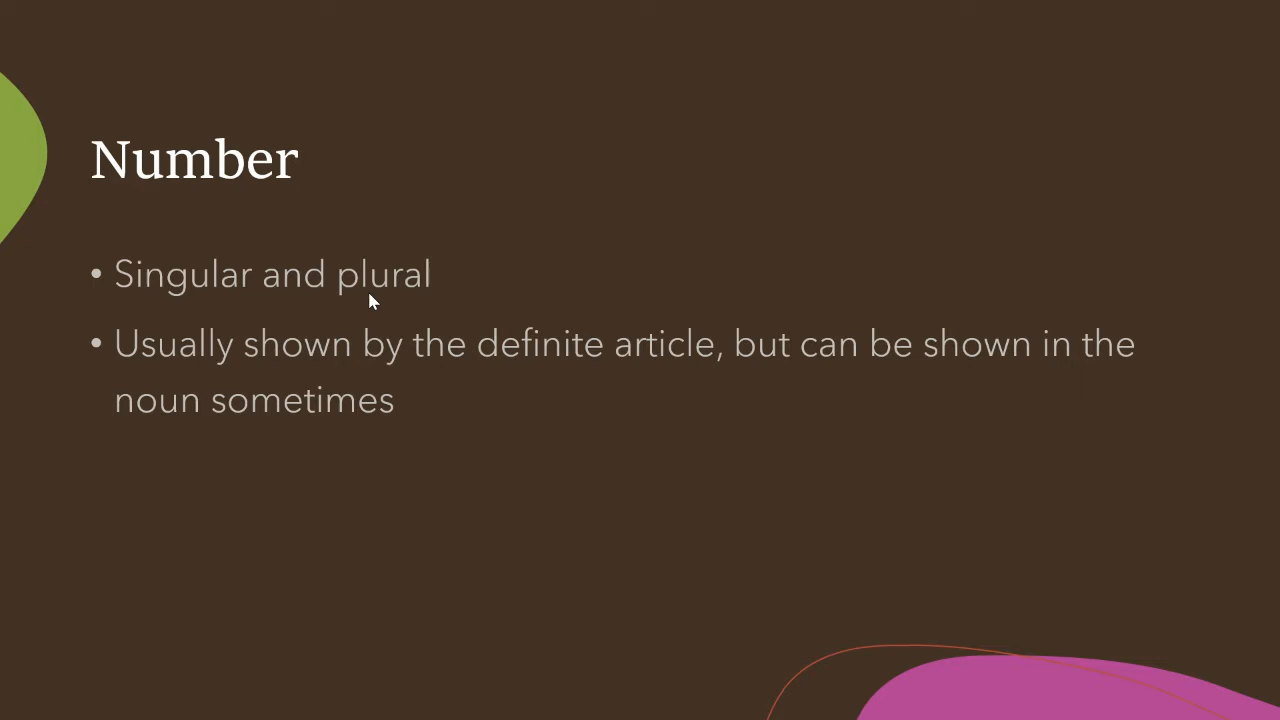 Number
• Singular and plural
• Usually shown by the definite article, but can be shown in the
noun sometimes